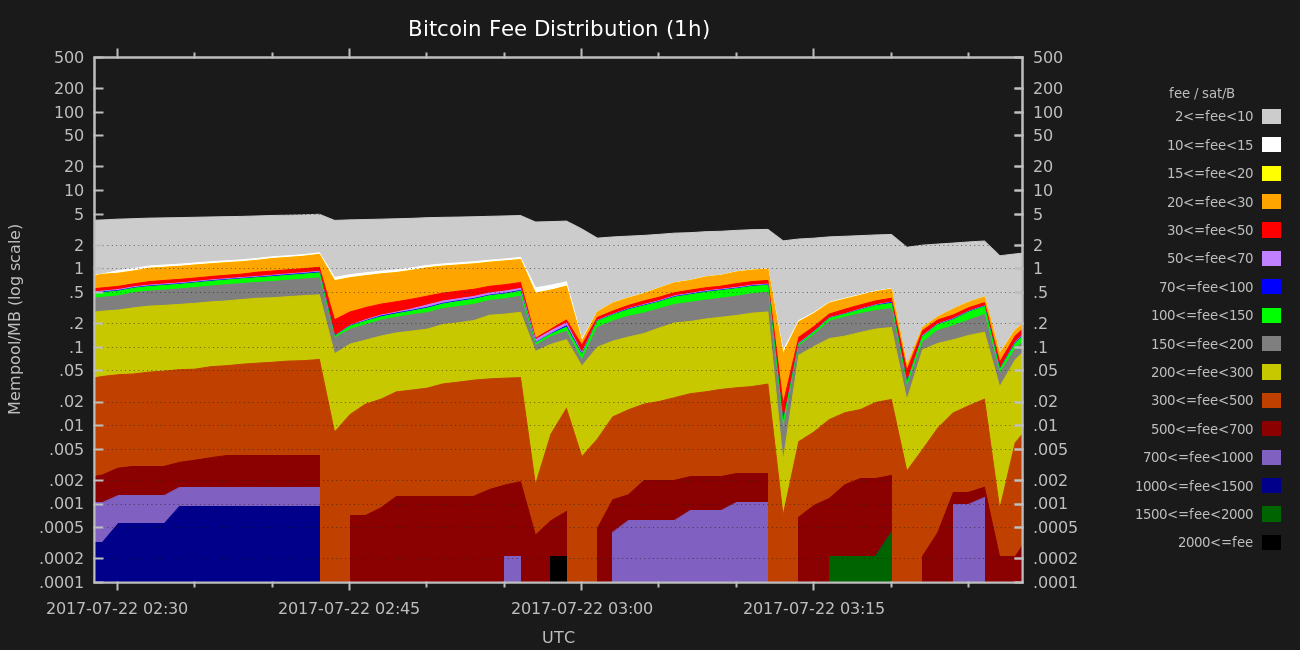 Bitcoin Fee Distribution (1h)
Mempool/MB (log scale)
500
200
100
50
20
10
5
2
1
.5
.2
.1
.05
.02
.01
.005
.002
.001
.0005
.0002
.0001
500
200
100
50
20
10
5
2
1
.5
.2
.1
.05
.02
.01
.005
.002
.001
.0005
.0002
.0001
2017-07-22 02:30
2017-07-22 02:45
2017-07-22 03:00
2017-07-22 03:15
UTC
fee / sat/B
2<=fee<10
10<=fee<15
15<=fee<20
20<=fee<30
30<=fee<50
50<=fee<70
70<=fee<100
100<=fee<150
150<=fee<200
200<=fee<300
300<=fee<500
500<=fee<700
700<=fee<1000
1000<=fee<1500
1500<=fee<2000
2000<=fee